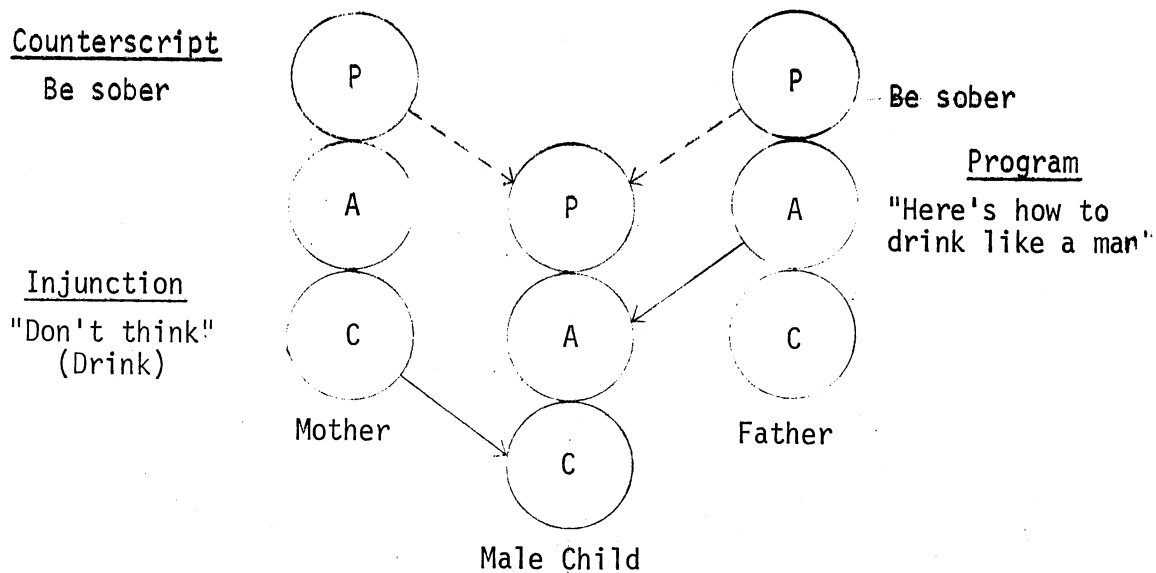 Counterscript
Be sober
P
P
Be sober
A
P
A
Program
"Here's how to
drink like a man"
Injunction
"Don't think"
(Drink)
C
A
C
Mother
Father
C
Male Child